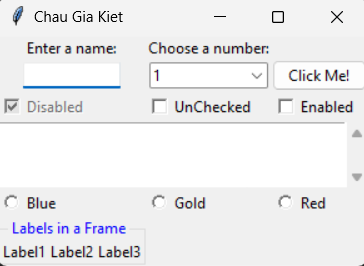 Chau Gia Kiet
Enter a name: Choose a number:
1 Click Me!
Disabled UnChecked Enabled
Blue Gold Red
Labels in a Frame
Label1 Label2 Label3